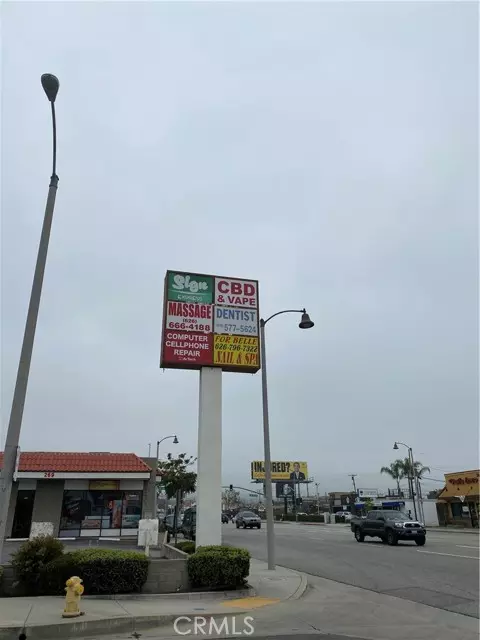 Sign
CBD
& VAPE
MASSAGE
(626)
666-4188
DENTIST
577-5624
COMPUTER
CELLPHONE
REPAIR
FOR BELLE
626-796-7322
NAIL & SPA
INJURED?
CRMLS